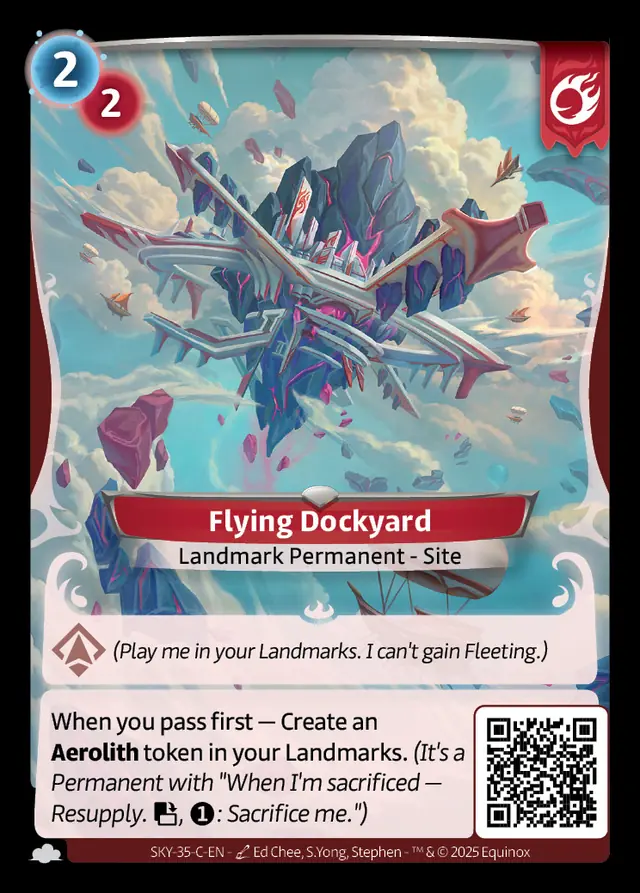 2
2
Flying Dockyard
Landmark Permanent - Site
(Play me in your Landmarks. I can't gain Fleeting.)
When you pass first — Create an
Aerolith token in your Landmarks. (It's a
Permanent with "When I'm sacrificed —
Resupply. , 1: Sacrifice me.")
SKY-35-C-EN - Ed Chee, S.Yong, Stephen - ™ & © 2025 Equinox